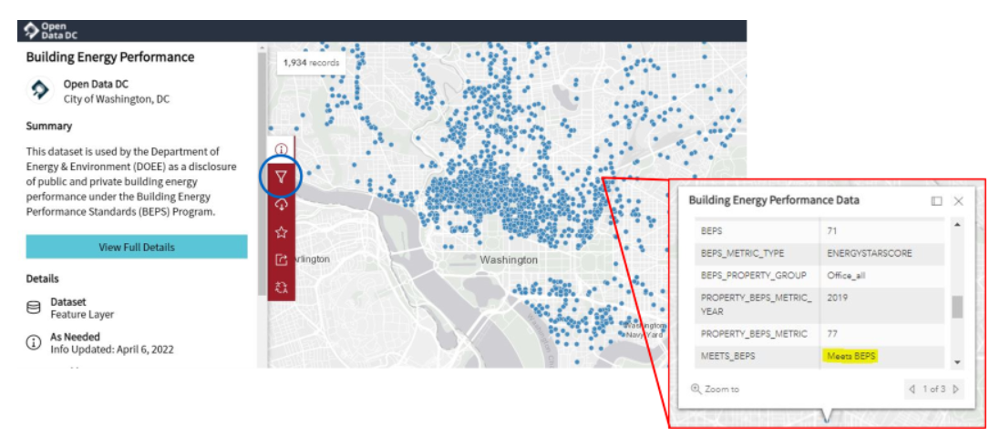 Open
Data DC
Building Energy Performance
Open Data DC
City of Washington, DC
Summary
This dataset is used by the Department of
Energy & Environment (DOEE) as a disclosure
of public and private building energy
performance under the Building Energy
Performance Standards (BEPS) Program.
View Full Details
Details
Dataset
Feature Layer
As Needed
Info Updated: April 6, 2022
1,934 records
Arlington
Washington
Washington
Navy Yard
Building Energy Performance Data
BEPS 71
BEPS_METRIC_TYPE ENERGYSTARSCORE
BEPS_PROPERTY_GROUP Office_all
PROPERTY_BEPS_METRIC_ 2019
YEAR
PROPERTY_BEPS_METRIC 77
MEETS_BEPS Meets BEPS
Zoom to
1 of 3